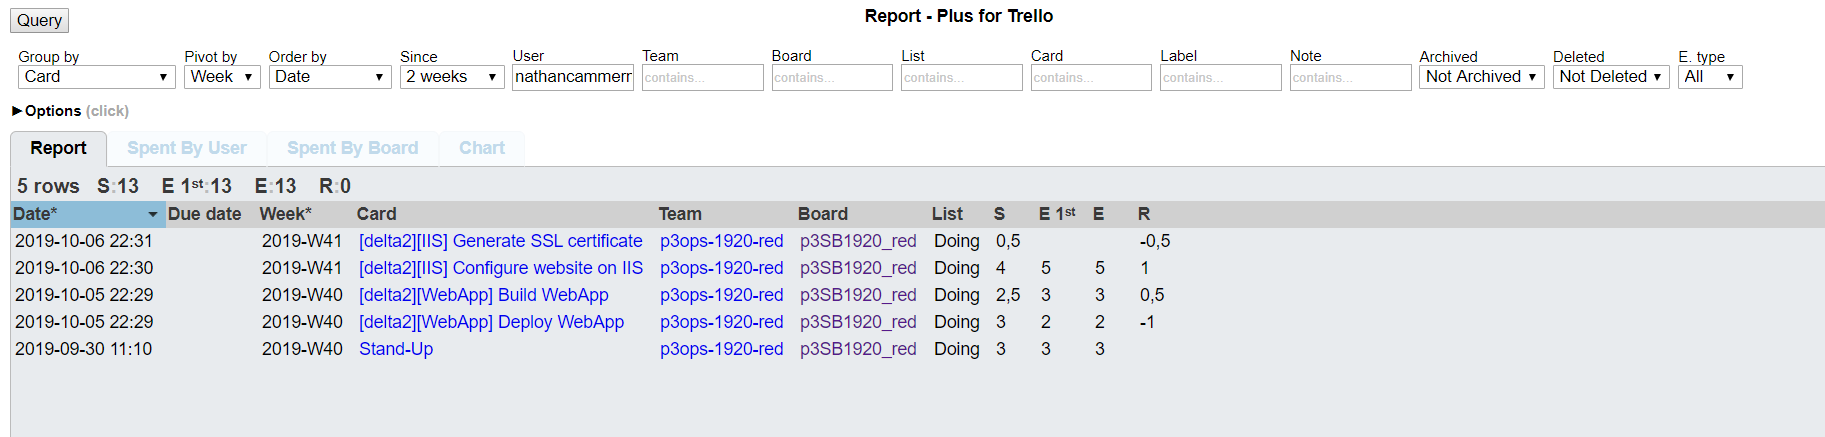 Query
Report - Plus for Trello
Group by Pivot by Order by Since User Team Board List Card Label Note Archived Deleted E. type
Card Week Date 2 weeks nathancammerr contains... contains... contains... contains... contains... contains... Not Archived Not Deleted All
Options (click)
Report Spent By User Spent By Board Chart
5 rows S:13 E 1st:13 E:13 R:0
Date* Due date Week* Card Team Board List S E 1st E R
2019-10-06 22:31 2019-W41 [delta2][IIS] Generate SSL certificate p3ops-1920-red p3SB1920_red Doing 0,5 -0,5
2019-10-06 22:30 2019-W41 [delta2][IIS] Configure website on IIS p3ops-1920-red p3SB1920_red Doing 4 5 5 1
2019-10-05 22:29 2019-W40 [delta2][WebApp] Build WebApp p3ops-1920-red p3SB1920_red Doing 2,5 3 3 0,5
2019-10-05 22:29 2019-W40 [delta2][WebApp] Deploy WebApp p3ops-1920-red p3SB1920_red Doing 3 2 2 -1
2019-09-30 11:10 2019-W40 Stand-Up p3ops-1920-red p3SB1920_red Doing 3 3 3